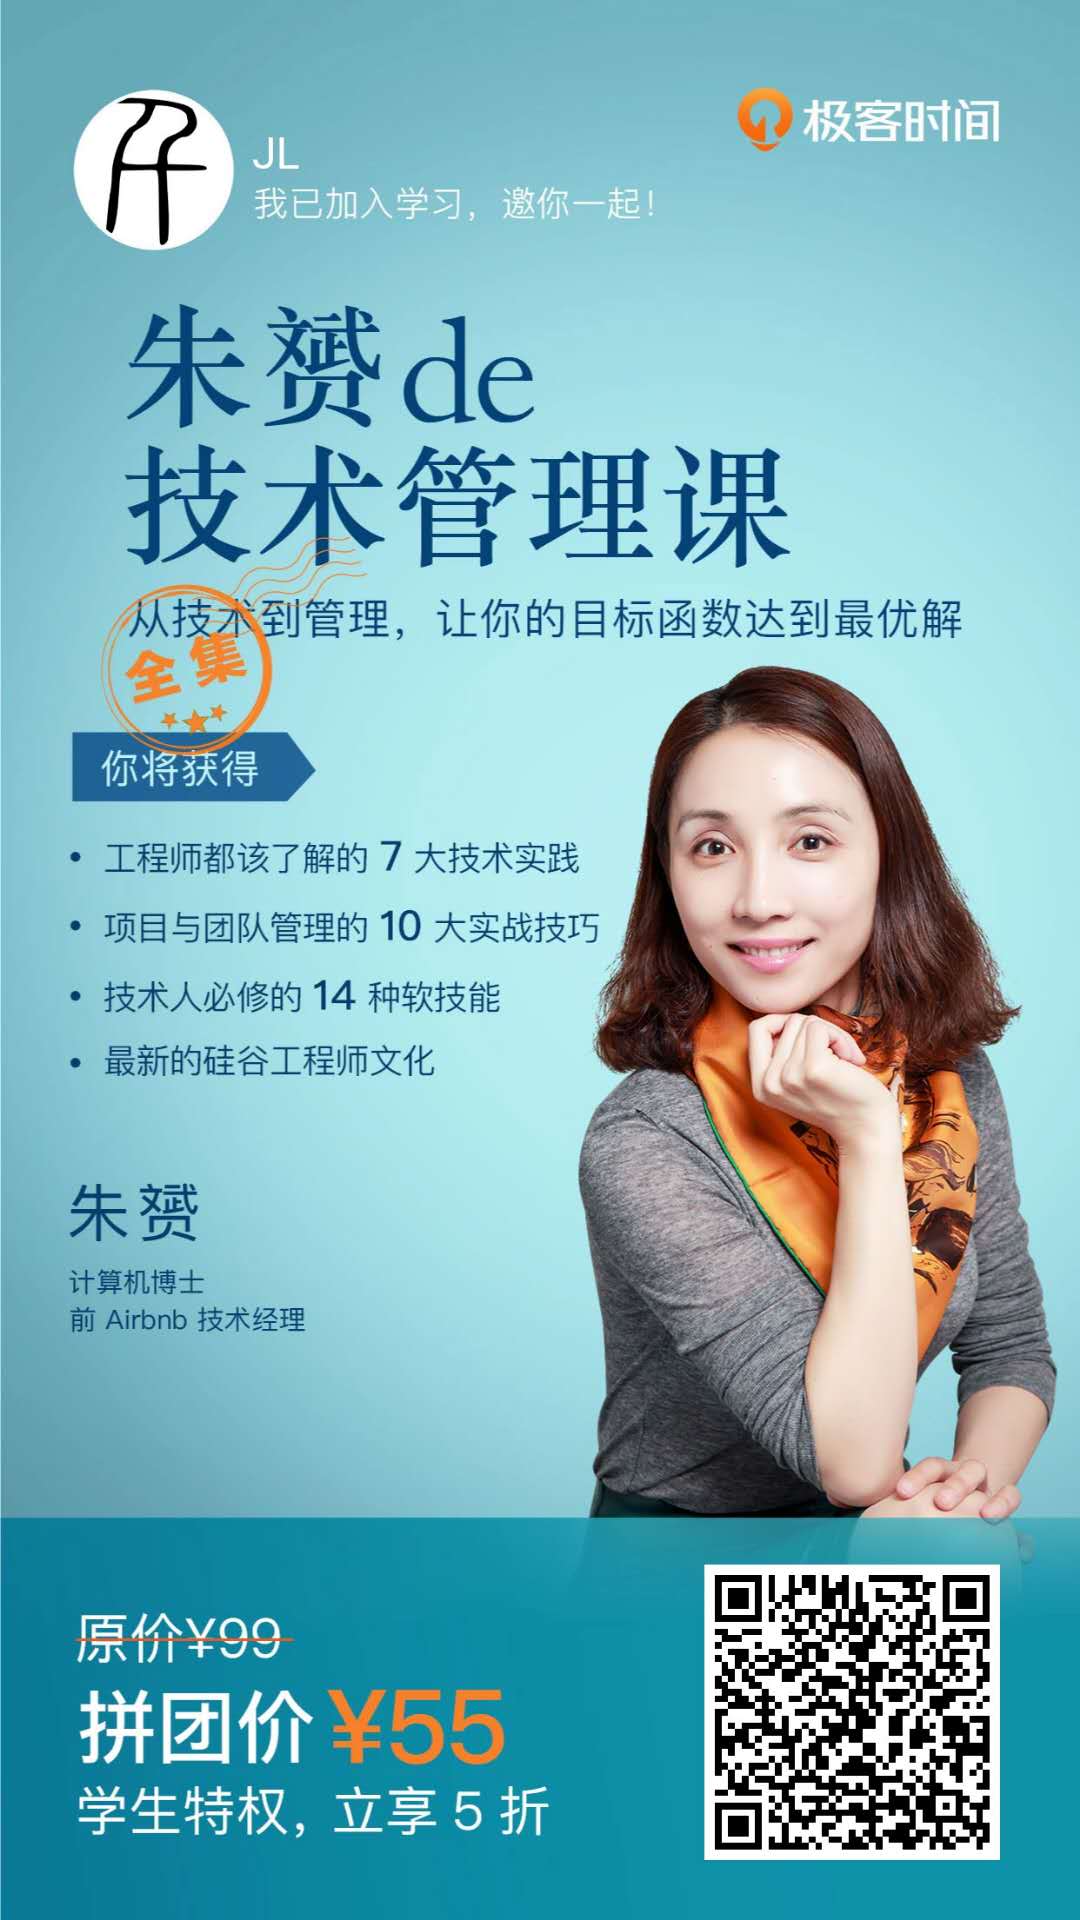 极客时间
JL
我已加入学习，邀你一起！
朱赟de
技术管理课
从技术到管理，让你的目标函数达到最优解
全集
你将获得
• 工程师都该了解的 7 大技术实践
• 项目与团队管理的 10 大实战技巧
• 技术人必修的 14 种软技能
• 最新的硅谷工程师文化
朱赟
计算机博士
前 Airbnb 技术经理
原价¥99
拼团价¥55
学生特权，立享 5 折